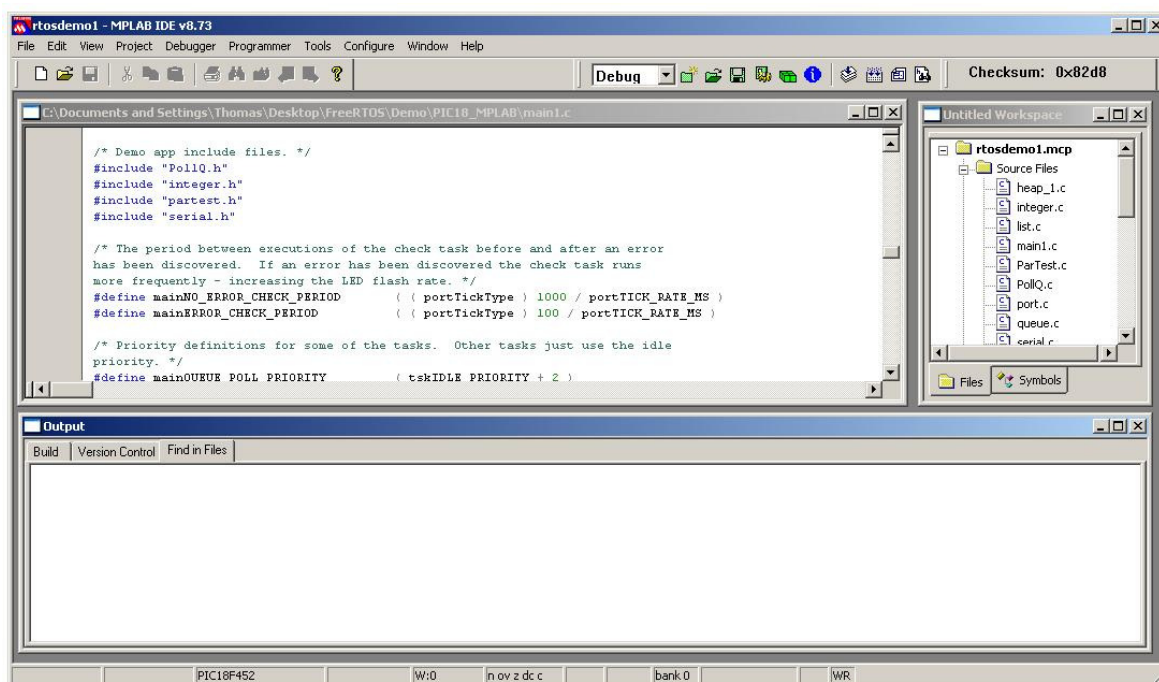 rtosdemo1 - MPLAB IDE v8.73
File Edit View Project Debugger Programmer Tools Configure Window Help
Debug
Checksum: 0x82d8
C:\Documents and Settings\Thomas\Desktop\FreeRTOS\Demo\PIC18_MPLAB\main1.c
/* Demo app include files. */
#include "PollQ.h"
#include "integer.h"
#include "partest.h"
#include "serial.h"
/* The period between executions of the check task before and after an error
has been discovered.  If an error has been discovered the check task runs
more frequently - increasing the LED flash rate. */
#define mainNO_ERROR_CHECK_PERIOD ( ( portTickType ) 1000 / portTICK_RATE_MS )
#define mainERROR_CHECK_PERIOD ( ( portTickType ) 100 / portTICK_RATE_MS )
/* Priority definitions for some of the tasks.  Other tasks just use the idle
priority. */
#define mainQUEUE_POLL_PRIORITY ( tskIDLE_PRIORITY + 2 )
Untitled Workspace
rtosdemo1.mcp
Source Files
heap_1.c
integer.c
list.c
main1.c
ParTest.c
PollQ.c
port.c
queue.c
serial.c
Files Symbols
Output
Build Version Control Find in Files
PIC18F452 W:0 n ov z dc c bank 0 WR